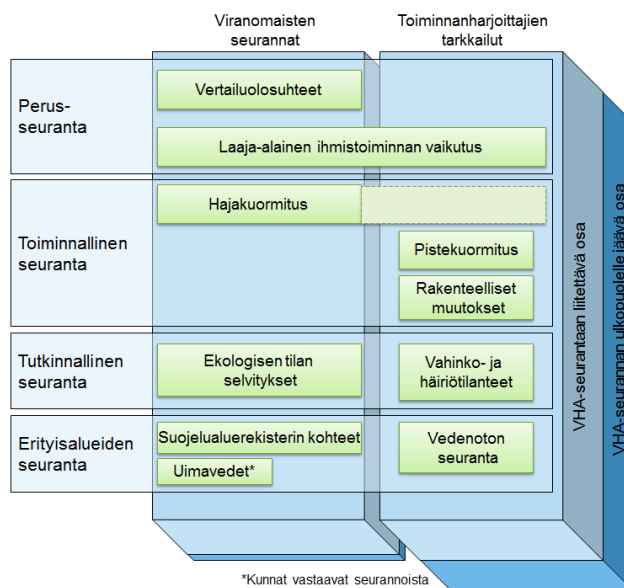 Viranomaisten
seurannat
Toiminnanharjoittajien
tarkkailut
Perus-
seuranta
Vertailuolosuhteet
Laaja-alainen ihmistoiminnan vaikutus
Toiminnallinen
seuranta
Hajakuormitus
Pistekuormitus
Rakenteelliset
muutokset
Tutkinnallinen
seuranta
Ekologisen tilan
selvitykset
Vahinko- ja
häiriötilanteet
Erityisalueiden
seuranta
Suojelualuerekisterin kohteet
Uimavedet*
Vedenoton
seuranta
VHA-seurantaan liitettävä osa
VHA-seurannan ulkopuolelle jäävä osa
*Kunnat vastaavat seurannoista